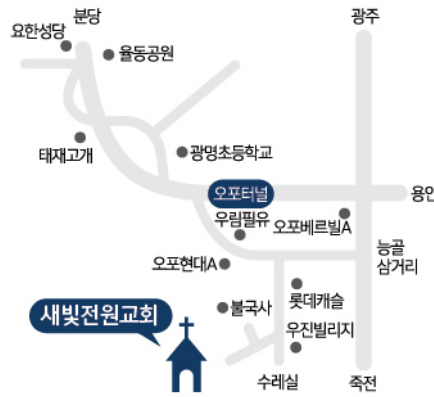 분당
광주
요한성당
율동공원
태재고개
광명초등학교
오포터널
용인
우림필유
오포베르빌A
능골
삼거리
오포현대A
롯데캐슬
불국사
새빛전원교회
우진빌리지
수레실
죽전